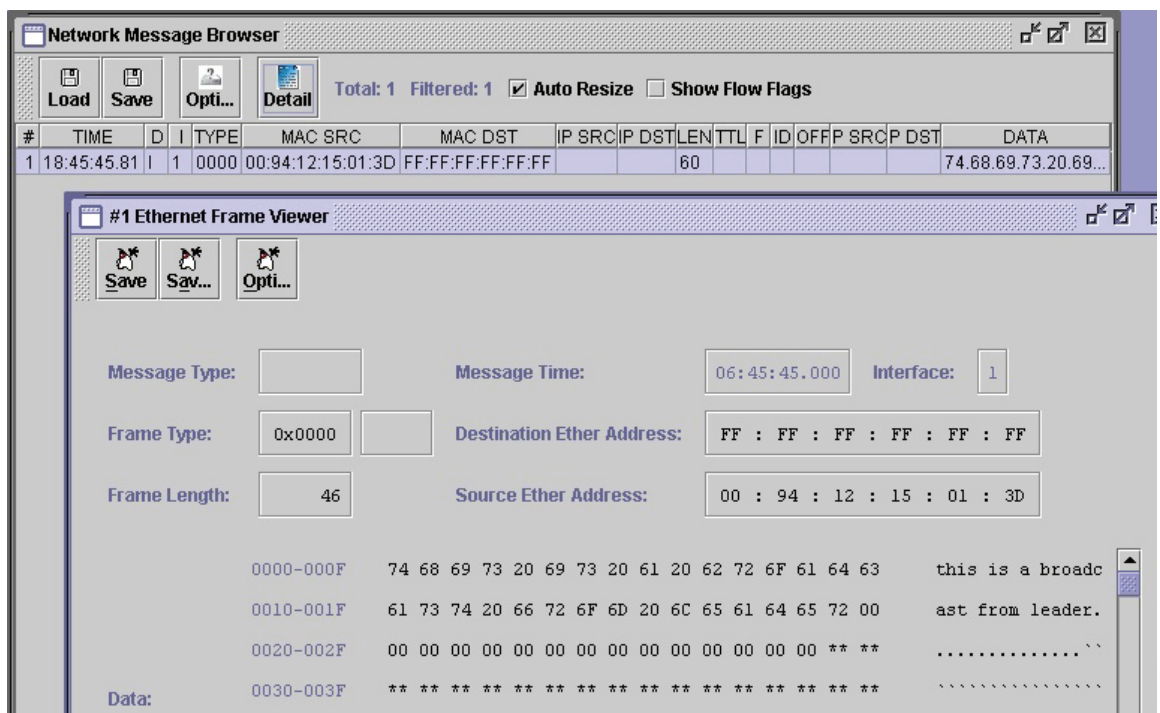 Network Message Browser
Load Save Opti... Detail Total: 1 Filtered: 1 Auto Resize Show Flow Flags
# TIME D I TYPE MAC SRC MAC DST IP SRC IP DST LEN TTL F ID OFF P SRC P DST DATA
1 18:45:45.81 I 1 0000 00:94:12:15:01:3D FF:FF:FF:FF:FF:FF 60 74.68.69.73.20.69...
#1 Ethernet Frame Viewer
Save Sav... Opti...
Message Type: Message Time: 06:45:45.000 Interface: 1
Frame Type: 0x0000 Destination Ether Address: FF : FF : FF : FF : FF : FF
Frame Length: 46 Source Ether Address: 00 : 94 : 12 : 15 : 01 : 3D
0000-000F 74 68 69 73 20 69 73 20 61 20 62 72 6F 61 64 63 this is a broadc
0010-001F 61 73 74 20 66 72 6F 6D 20 6C 65 61 64 65 72 00 ast from leader.
0020-002F 00 00 00 00 00 00 00 00 00 00 00 00 00 00 ** ** ..............``
0030-003F ** ** ** ** ** ** ** ** ** ** ** ** ** ** ** ** ````````````````
Data: